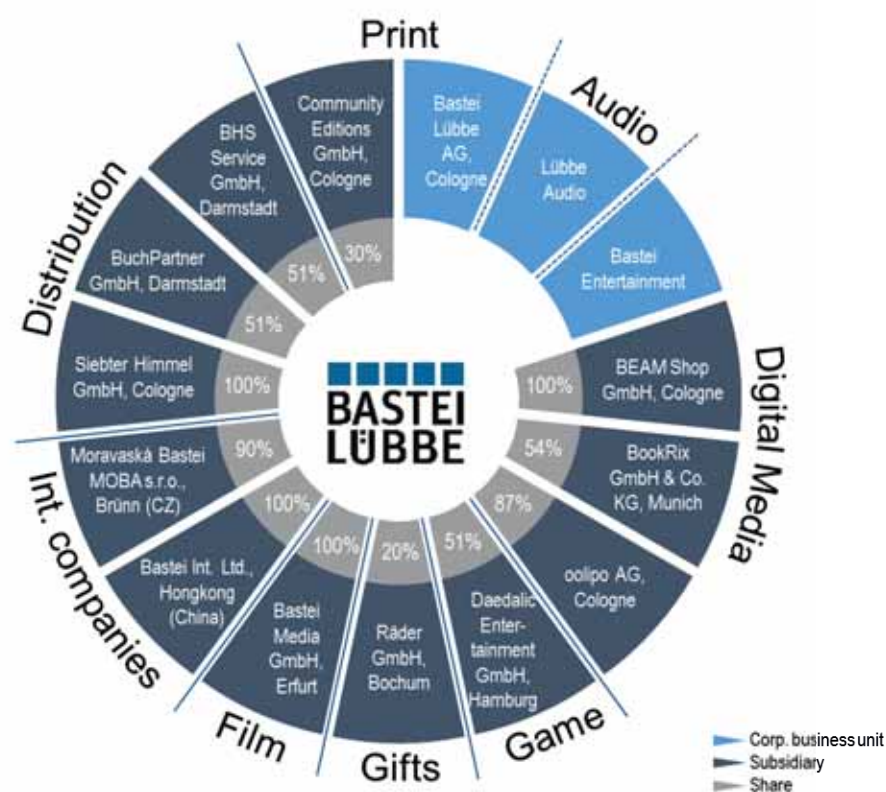 Print
Audio
Digital Media
Game
Gifts
Film
Int. companies
Distribution
Bastei
Lübbe
AG,
Cologne
Lübbe
Audio
Bastei
Entertainment
BEAM Shop
GmbH, Cologne
100%
BookRix
GmbH & Co.
KG, Munich
54%
oolipo AG,
Cologne
87%
Daedalic
Enter-
tainment
GmbH,
Hamburg
51%
Räder
GmbH,
Bochum
20%
Bastei
Media
GmbH,
Erfurt
100%
Bastei Int. Ltd.,
Hongkong
(China)
100%
Moravaská Bastei
MOBA s.r.o.,
Brünn (CZ)
90%
Siebter Himmel
GmbH, Cologne
100%
BuchPartner
GmbH, Darmstadt
51%
BHS
Service
GmbH,
Darmstadt
51%
Community
Editions
GmbH,
Cologne
30%
BASTEI
LÜBBE
Corp. business unit
Subsidiary
Share